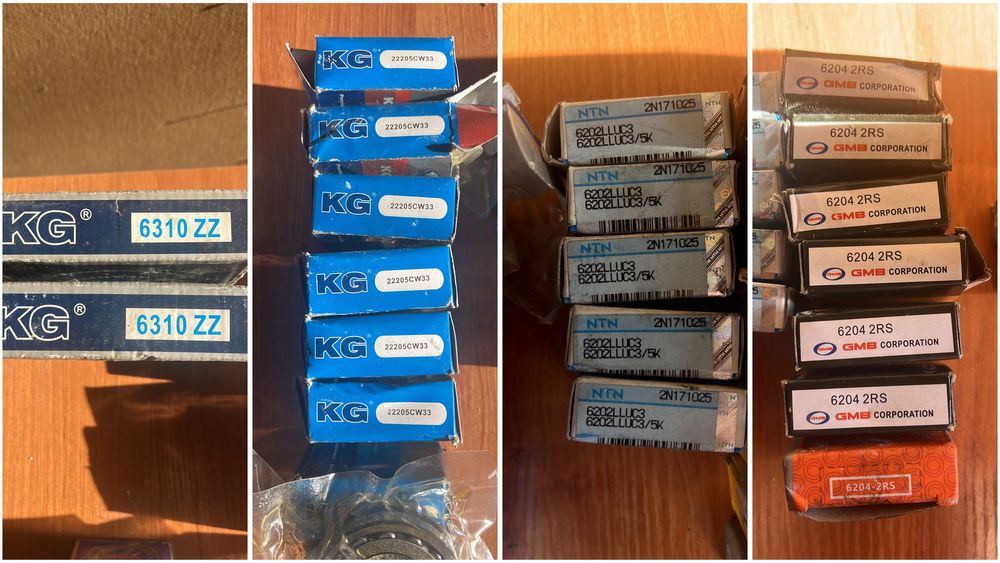 KG®
6310 ZZ
KG®
6310 ZZ
KG®
22205CW33
KG
22205CW33
KG
22205CW33
KG
22205CW33
KG
22205CW33
KG
22205CW33
NTN 2N171025
6202LLUC3
6202LLUC3/5K
NTN
2N171025
6202LLUC3
6202LLUC3/5K
NTN 2N171025
6202LLUC3
6202LLUC3/5K
NTN 2N171025
6202LLUC3
6202LLUC3/5K
NTN 2N171025
6202LLUC3
6202LLUC3/5K
6204 2RS
GMB CORPORATION
6204 2RS
GMB CORPORATION
6204 2RS
GMB CORPORATION
6204 2RS
GMB CORPORATION
6204 2RS
GMB CORPORATION
6204 2RS
GMB GMB CORPORATION
6204-2RS